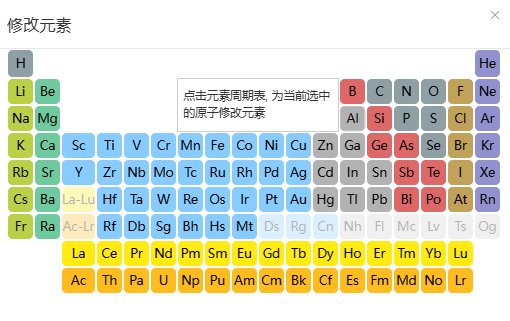 修改元素
×
H He
Li Be B C N O F Ne
点击元素周期表, 为当前选中
的原子修改元素
Na Mg Al Si P S Cl Ar
K Ca Sc Ti V Cr Mn Fe Co Ni Cu Zn Ga Ge As Se Br Kr
Rb Sr Y Zr Nb Mo Tc Ru Rh Pd Ag Cd In Sn Sb Te I Xe
Cs Ba La-Lu Hf Ta W Re Os Ir Pt Au Hg Tl Pb Bi Po At Rn
Fr Ra Ac-Lr Rf Db Sg Bh Hs Mt Ds Rg Cn Nh Fl Mc Lv Ts Og
La Ce Pr Nd Pm Sm Eu Gd Tb Dy Ho Er Tm Yb Lu
Ac Th Pa U Np Pu Am Cm Bk Cf Es Fm Md No Lr